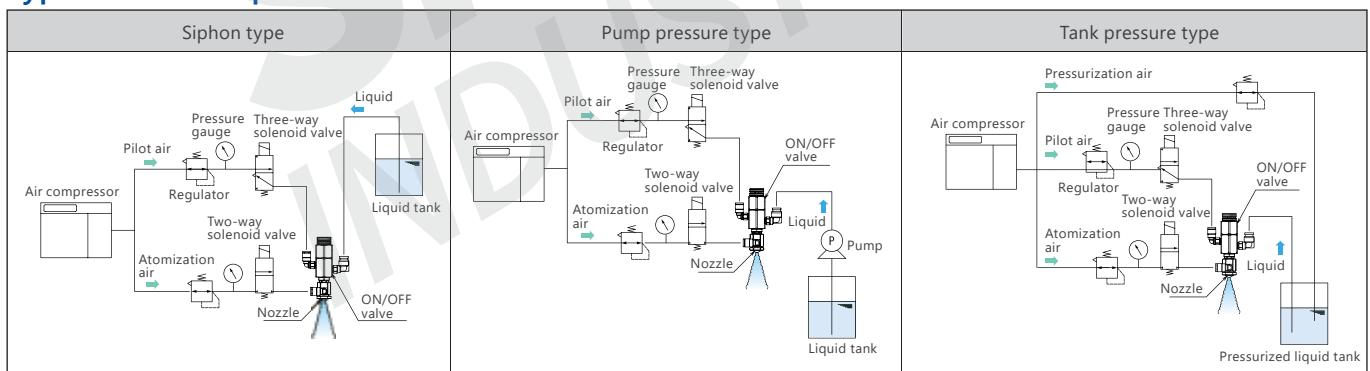 Siphon type
Pump pressure type
Tank pressure type
Liquid
Pressure
gauge
Three-way
solenoid valve
Pilot air
Regulator
Air compressor
Liquid tank
Two-way
solenoid valve
Atomization
air
Nozzle
ON/OFF
valve
Pressure
gauge
Three-way
solenoid valve
Pilot air
Air compressor
Regulator
ON/OFF
valve
Two-way
solenoid valve
Atomization
air
Liquid
P
Pump
Nozzle
Liquid tank
Pressurization air
Pressure
gauge
Three-way
solenoid valve
Air compressor
Pilot air
Regulator
ON/OFF
valve
Two-way
solenoid valve
Atomization
air
Liquid
Nozzle
Pressurized liquid tank
INDUST